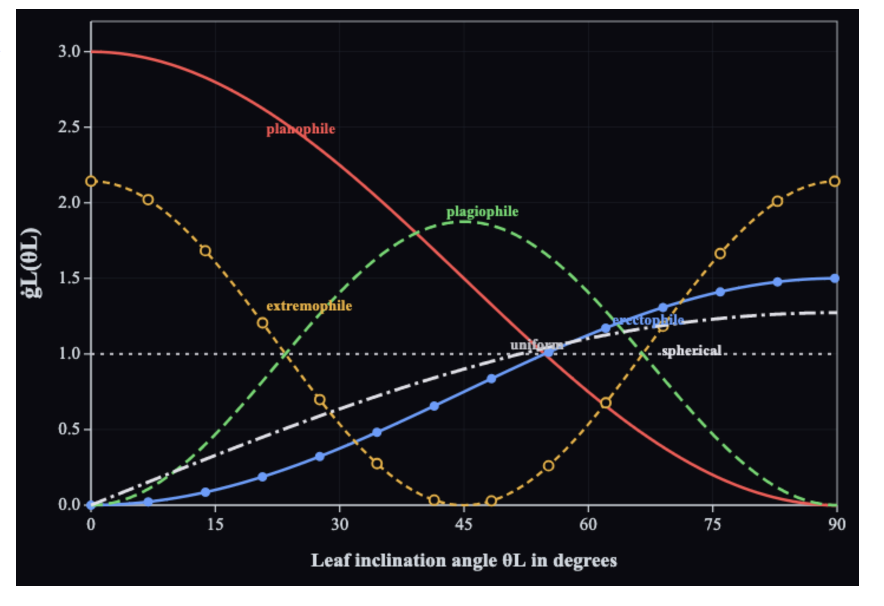 3.0
2.5
2.0
1.5
1.0
0.5
0.0
ġL(θL)
planophile
plagiophile
extremophile
erectophile
uniform
spherical
0 15 30 45 60 75 90
Leaf inclination angle θL in degrees